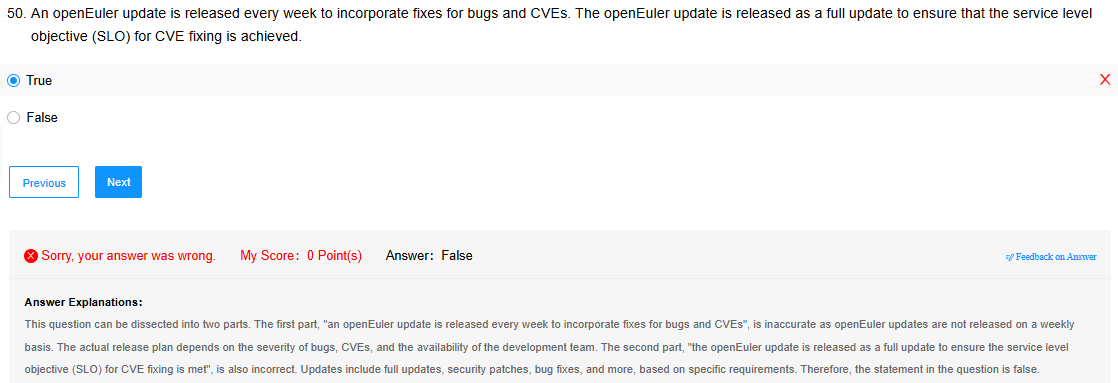 50. An openEuler update is released every week to incorporate fixes for bugs and CVEs. The openEuler update is released as a full update to ensure that the service level
objective (SLO) for CVE fixing is achieved.
True
X
False
Previous
Next
Sorry, your answer was wrong. My Score: 0 Point(s) Answer: False
Feedback on Answer
Answer Explanations:
This question can be dissected into two parts. The first part, "an openEuler update is released every week to incorporate fixes for bugs and CVEs", is inaccurate as openEuler updates are not released on a weekly
basis. The actual release plan depends on the severity of bugs, CVEs, and the availability of the development team. The second part, "the openEuler update is released as a full update to ensure the service level
objective (SLO) for CVE fixing is met", is also incorrect. Updates include full updates, security patches, bug fixes, and more, based on specific requirements. Therefore, the statement in the question is false.